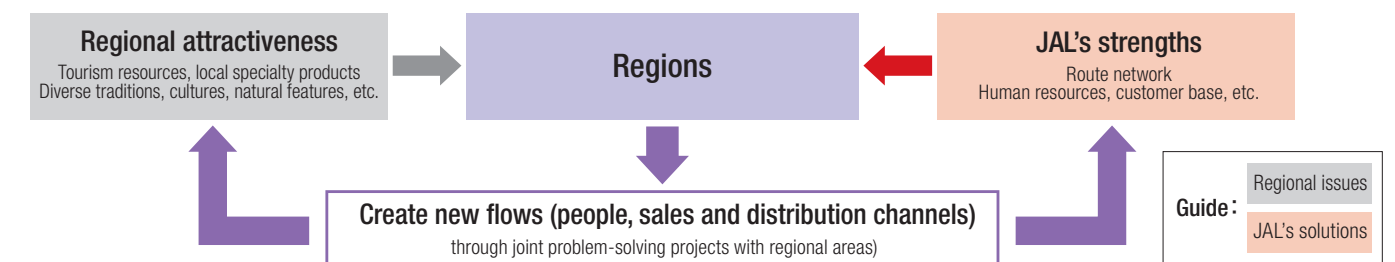 Regional attractiveness
Tourism resources, local specialty products
Diverse traditions, cultures, natural features, etc.
Regions
JAL's strengths
Route network
Human resources, customer base, etc.
Create new flows (people, sales and distribution channels)
through joint problem-solving projects with regional areas)
Guide:
Regional issues
JAL's solutions